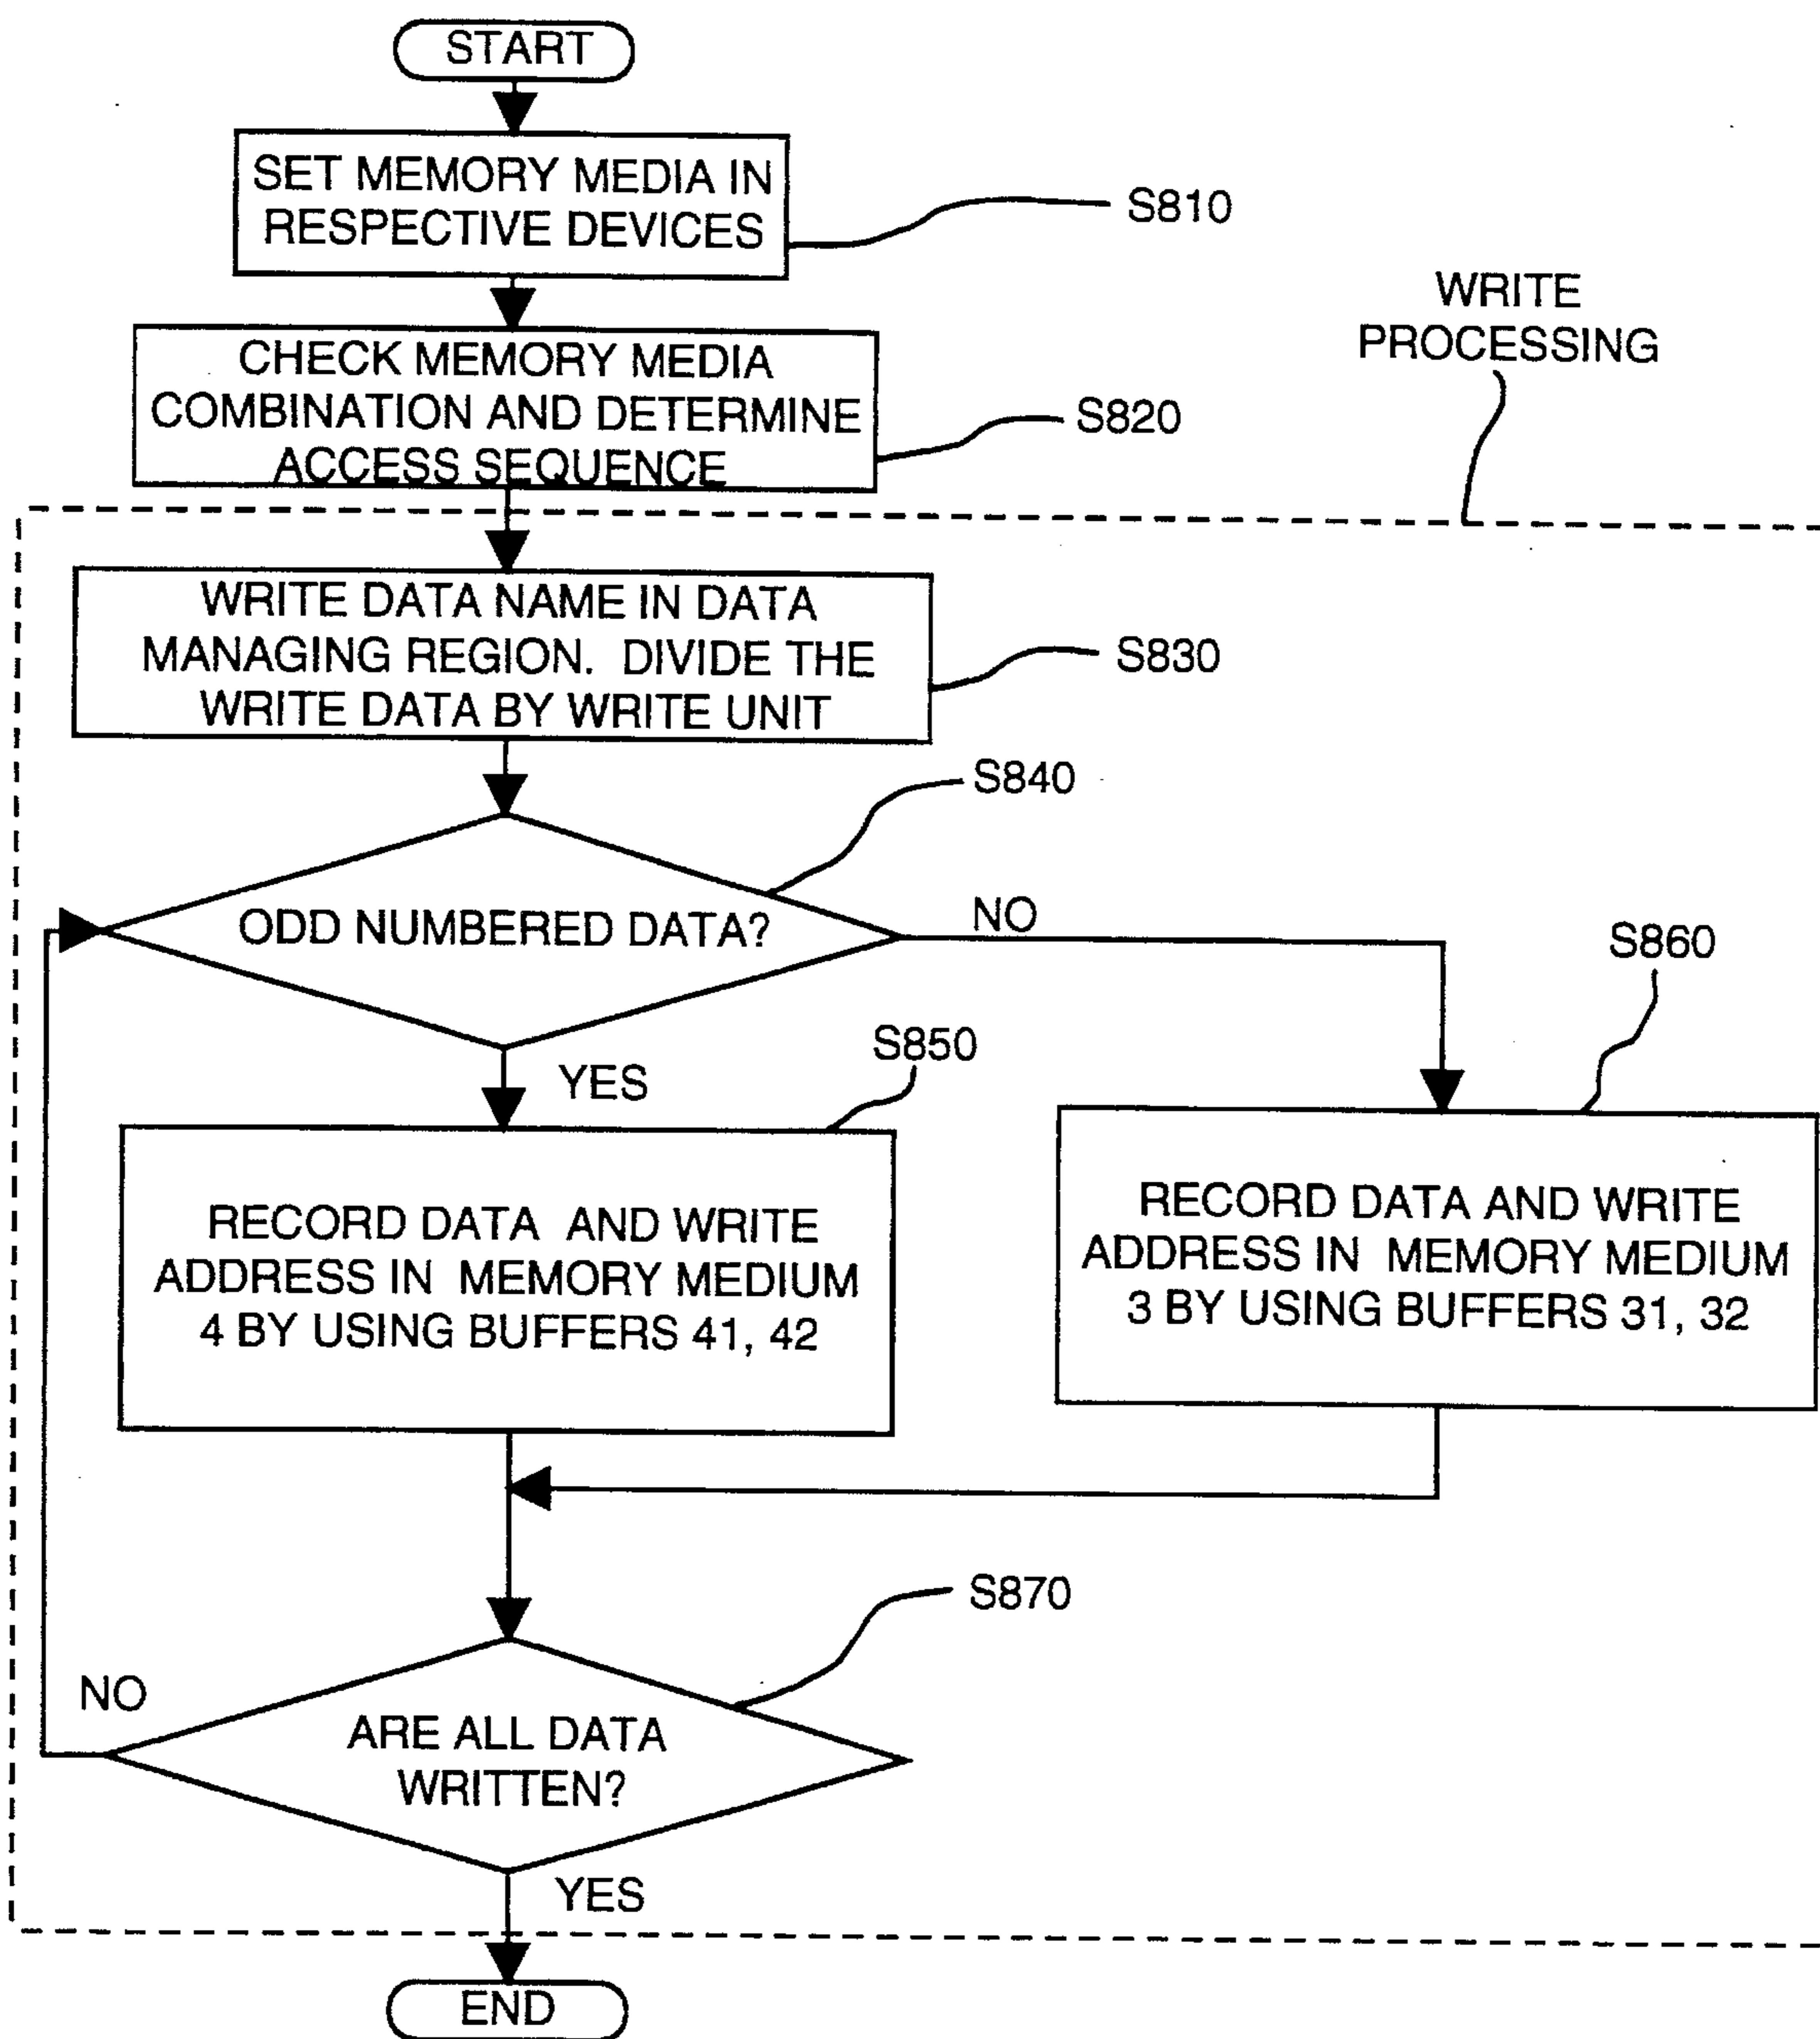 START
SET MEMORY MEDIA IN
RESPECTIVE DEVICES
S810
WRITE
PROCESSING
CHECK MEMORY MEDIA
COMBINATION AND DETERMINE
ACCESS SEQUENCE
S820
WRITE DATA NAME IN DATA
MANAGING REGION. DIVIDE THE
WRITE DATA BY WRITE UNIT
S830
S840
ODD NUMBERED DATA?
NO
S860
YES
S850
RECORD DATA AND WRITE
ADDRESS IN MEMORY MEDIUM
4 BY USING BUFFERS 41, 42
RECORD DATA AND WRITE
ADDRESS IN MEMORY MEDIUM
3 BY USING BUFFERS 31, 32
S870
NO
ARE ALL DATA
WRITTEN?
YES
END